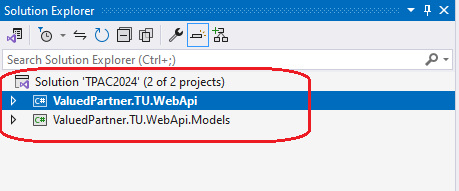 Solution Explorer
Search Solution Explorer (Ctrl+;)
Solution 'TPAC2024' (2 of 2 projects)
C# ValuedPartner.TU.WebApi
C# ValuedPartner.TU.WebApi.Models